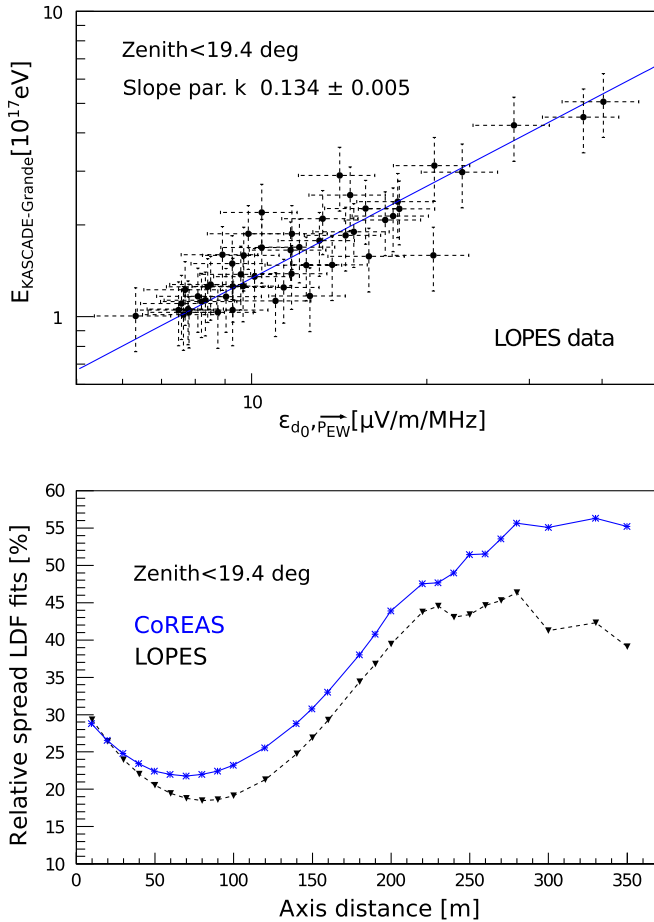 10
Zenith<19.4 deg
Slope par. k 0.134 ± 0.005
E_KASCADE-Grande[10^17eV]
1
LOPES data
10
ε_d₀,P_EW[µV/m/MHz]
60
55
50
45
40
35
30
25
20
15
10
Relative spread LDF fits [%]
Zenith<19.4 deg
CoREAS
LOPES
0 50 100 150 200 250 300 350
Axis distance [m]